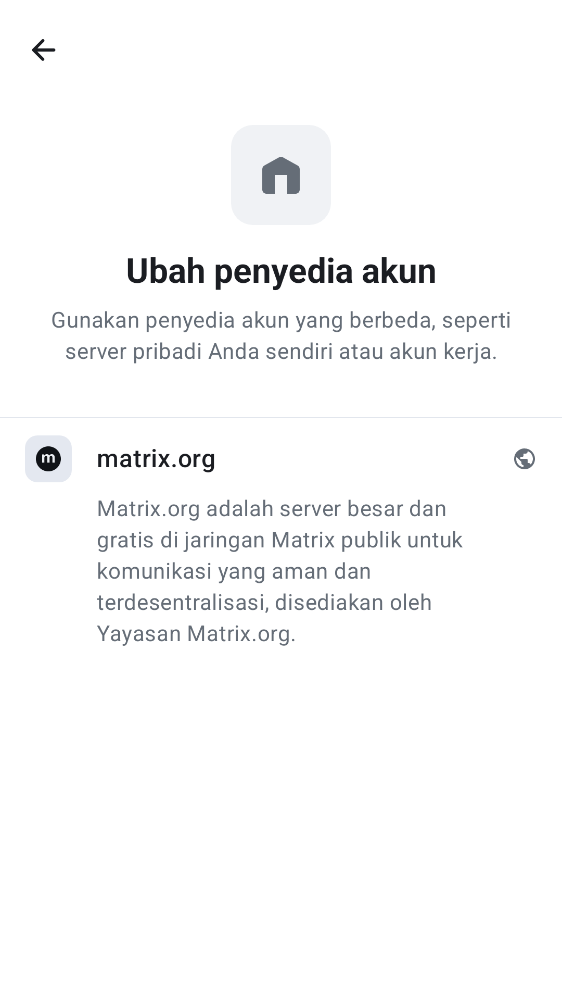 Ubah penyedia akun
Gunakan penyedia akun yang berbeda, seperti
server pribadi Anda sendiri atau akun kerja.
m
matrix.org
Matrix.org adalah server besar dan
gratis di jaringan Matrix publik untuk
komunikasi yang aman dan
terdesentralisasi, disediakan oleh
Yayasan Matrix.org.